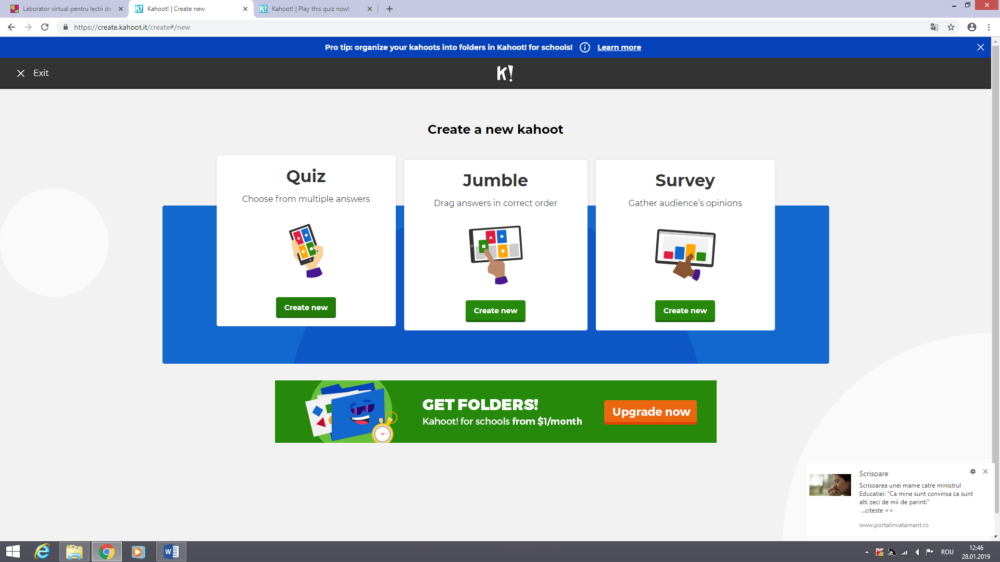 Laborator virtual pentru lectii de
Kahoot! | Create new
Kahoot! | Play this quiz now!
https://create.kahoot.it/create#/new
Pro tip: organize your kahoots into folders in Kahoot! for schools! Learn more
Exit
K!
Create a new kahoot
Quiz
Choose from multiple answers
Create new
Jumble
Drag answers in correct order
Create new
Survey
Gather audience’s opinions
Create new
GET FOLDERS!
Kahoot! for schools from $1/month
Upgrade now
Scrisoare
Scrisoarea unei mame catre ministrul
Educatiei: "Ca mine sunt convinsa ca sunt
alti zeci de mii de parinti"
...citeste >>
www.portalinvatamant.ro
ROU
12:46
28.01.2019